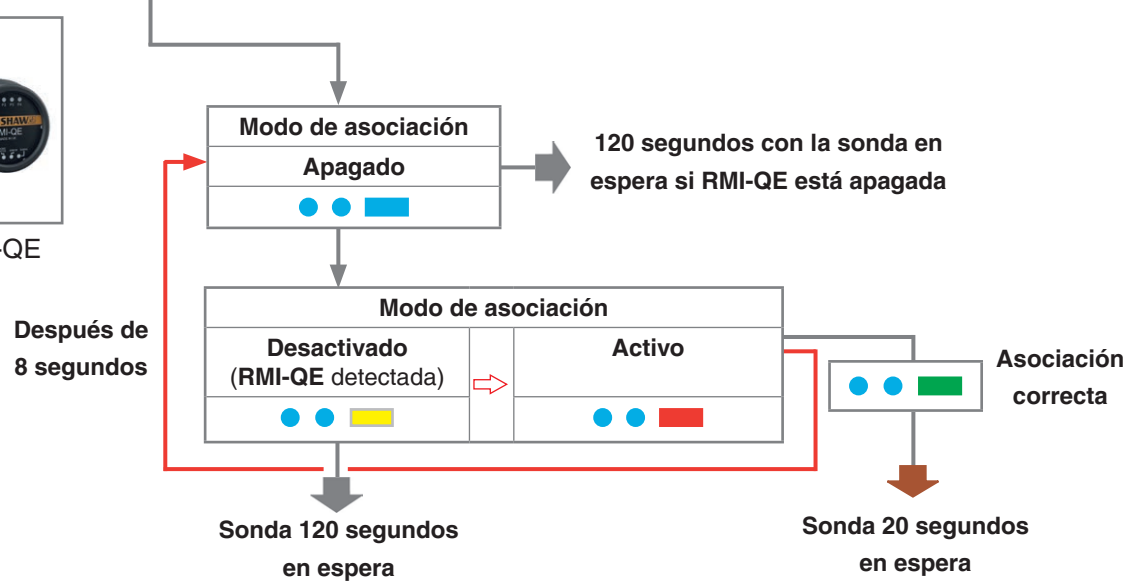 SHAW
MI-QE
-QE
Modo de asociación
Apagado
120 segundos con la sonda en
espera si RMI-QE está apagada
Después de
8 segundos
Modo de asociación
Desactivado
(RMI-QE detectada)
Activo
Asociación
correcta
Sonda 120 segundos
en espera
Sonda 20 segundos
en espera